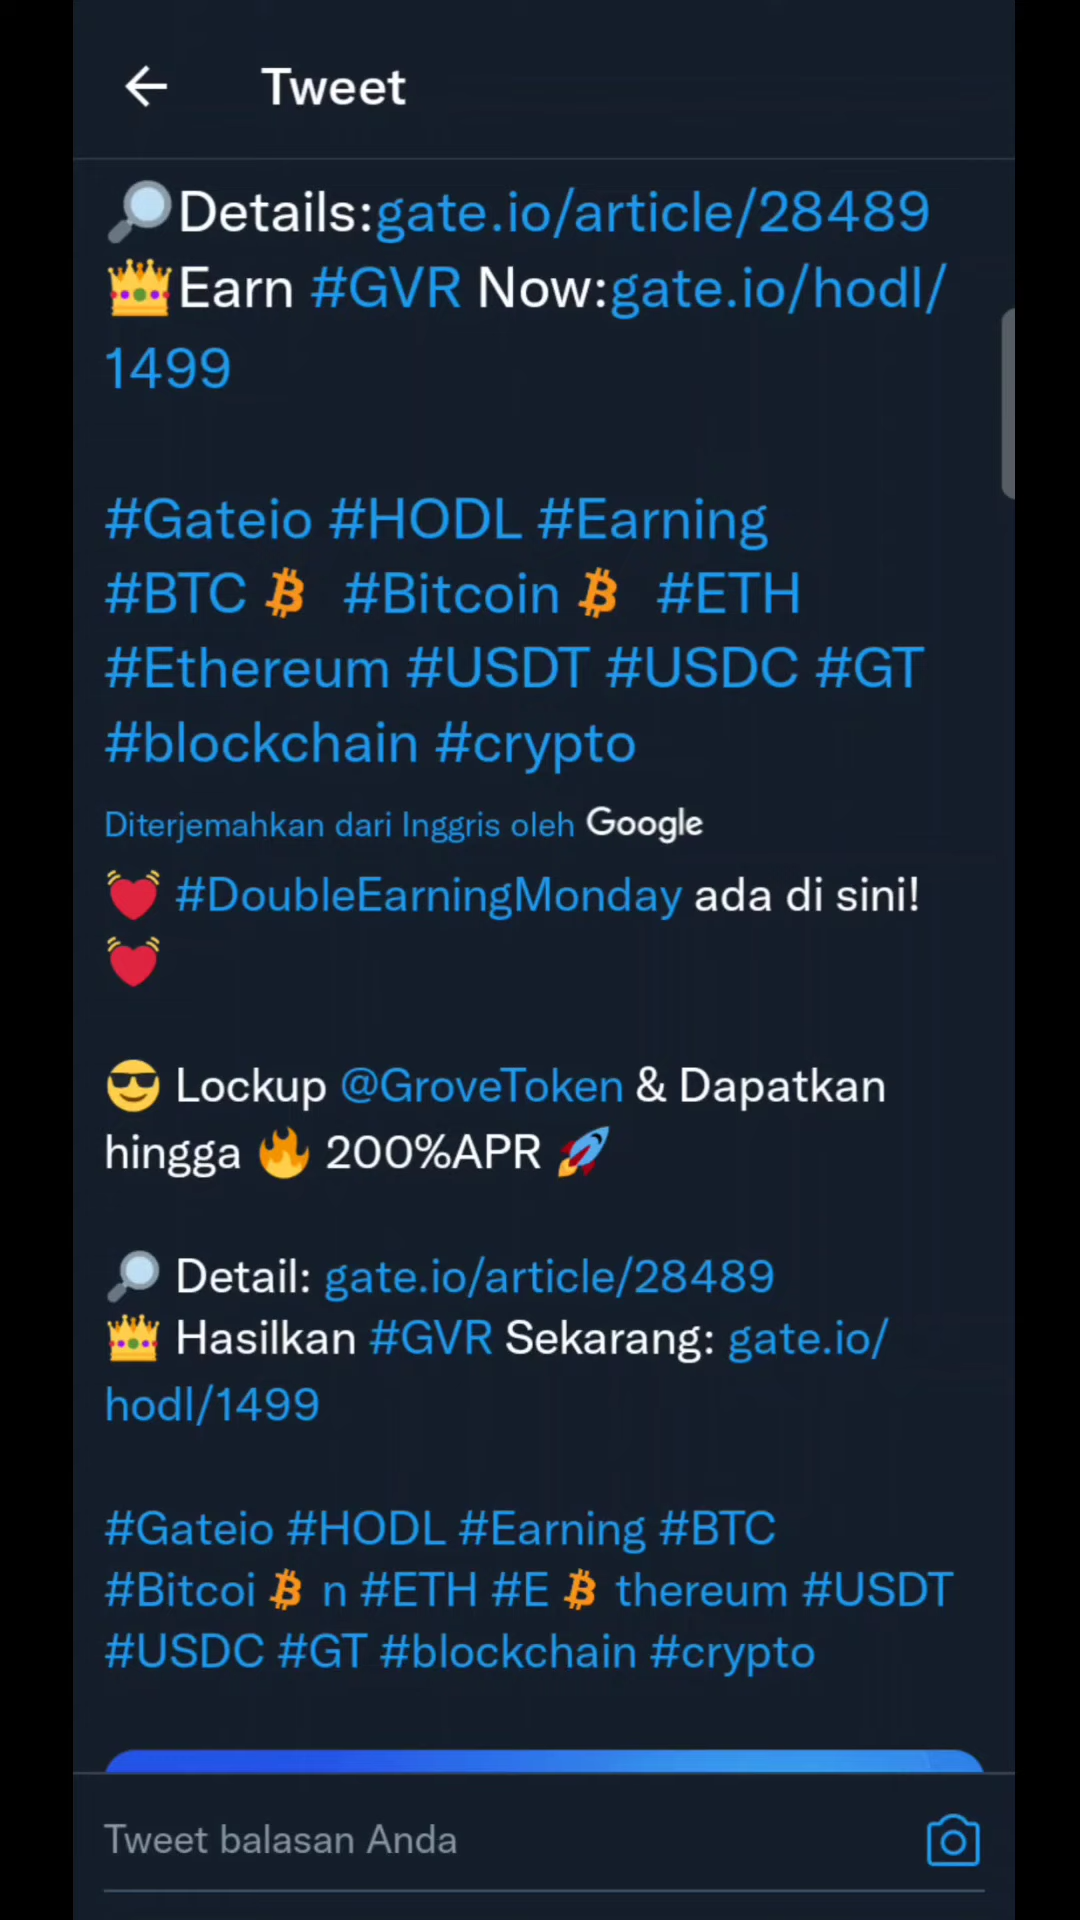 Tweet
Details:gate.io/article/28489
Earn #GVR Now:gate.io/hodl/
1499
#Gateio #HODL #Earning
#BTC #Bitcoin #ETH
#Ethereum #USDT #USDC #GT
#blockchain #crypto
Diterjemahkan dari Inggris oleh Google
#DoubleEarningMonday ada di sini!
Lockup @GroveToken & Dapatkan
hingga 200%APR
Detail: gate.io/article/28489
Hasilkan #GVR Sekarang: gate.io/
hodl/1499
#Gateio #HODL #Earning #BTC
#Bitcoi n #ETH #E thereum #USDT
#USDC #GT #blockchain #crypto
Tweet balasan Anda